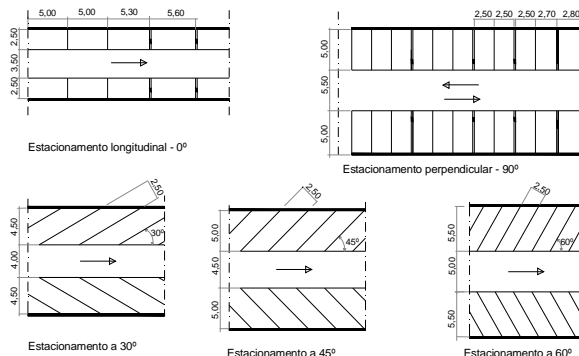 5,00 5,00 5,30 5,60
2,50
3,50
2,50
Estacionamento longitudinal - 0º
2,50 2,50 2,50 2,70 2,80
5,00
5,00
Estacionamento perpendicular - 90º
2,50
4,50
30º
4,00
4,50
Estacionamento a 30º
2,50
5,00
45º
4,50
5,00
Estacionamento a 45º
2,50
5,50
60º
5,00
5,50
Estacionamento a 60º